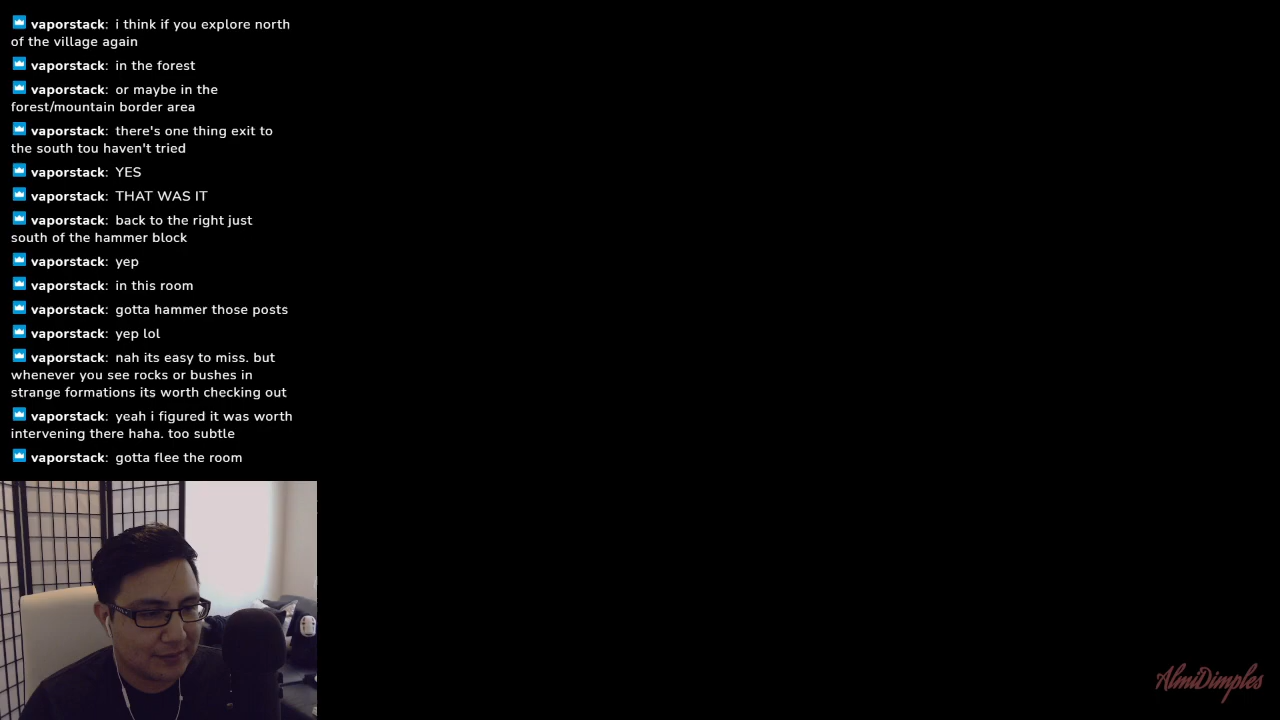 vaporstack: i think if you explore north
of the village again
vaporstack: in the forest
vaporstack: or maybe in the
forest/mountain border area
vaporstack: there's one thing exit to
the south tou haven't tried
vaporstack: YES
vaporstack: THAT WAS IT
vaporstack: back to the right just
south of the hammer block
vaporstack: yep
vaporstack: in this room
vaporstack: gotta hammer those posts
vaporstack: yep lol
vaporstack: nah its easy to miss. but
whenever you see rocks or bushes in
strange formations its worth checking out
vaporstack: yeah i figured it was worth
intervening there haha. too subtle
vaporstack: gotta flee the room
AlmiDimples